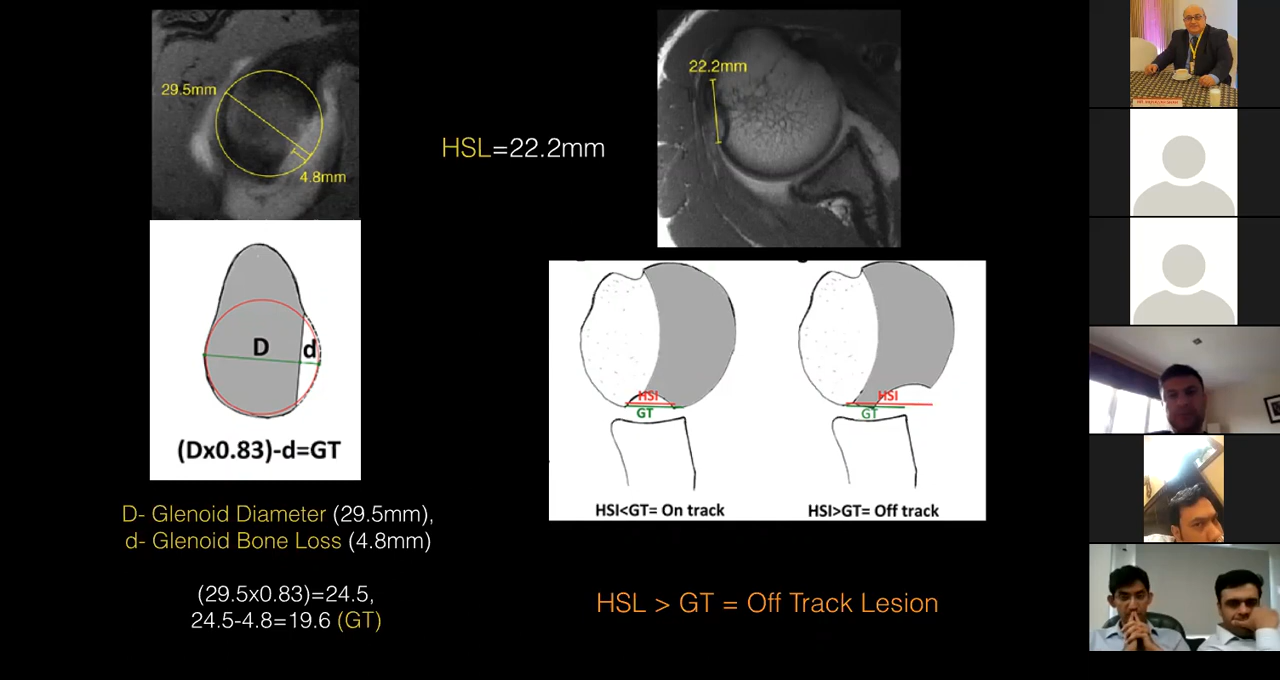 29.5mm
4.8mm
HSL=22.2mm
22.2mm
D
d
(Dx0.83)-d=GT
HSI
GT
HSI<GT= On track
HSI
GT
HSI>GT= Off track
D- Glenoid Diameter (29.5mm),
d- Glenoid Bone Loss (4.8mm)
(29.5x0.83)=24.5,
24.5-4.8=19.6 (GT)
HSL > GT = Off Track Lesion